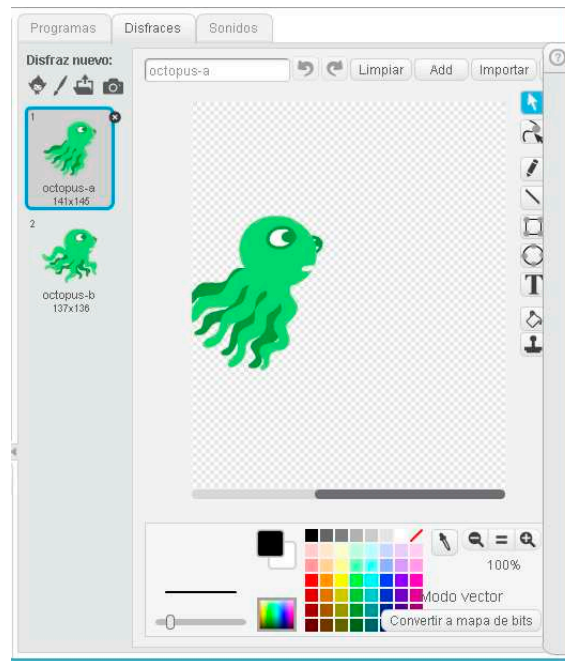 Programas Disfraces Sonidos
Disfraz nuevo:
octopus-a Limpiar Add Importar
1
octopus-a
141x145
2
octopus-b
137x136
T
100%
Modo vector
Convertir a mapa de bits